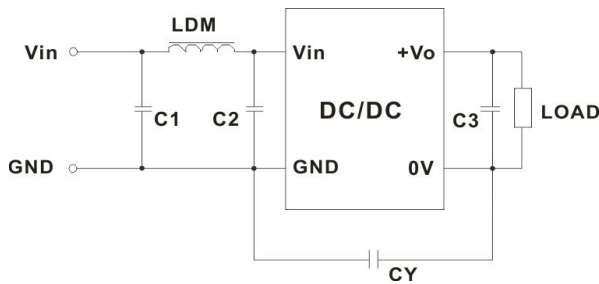 LDM
Vin
Vin
+Vo
C1
C2
DC/DC
C3
LOAD
GND
GND
0V
CY